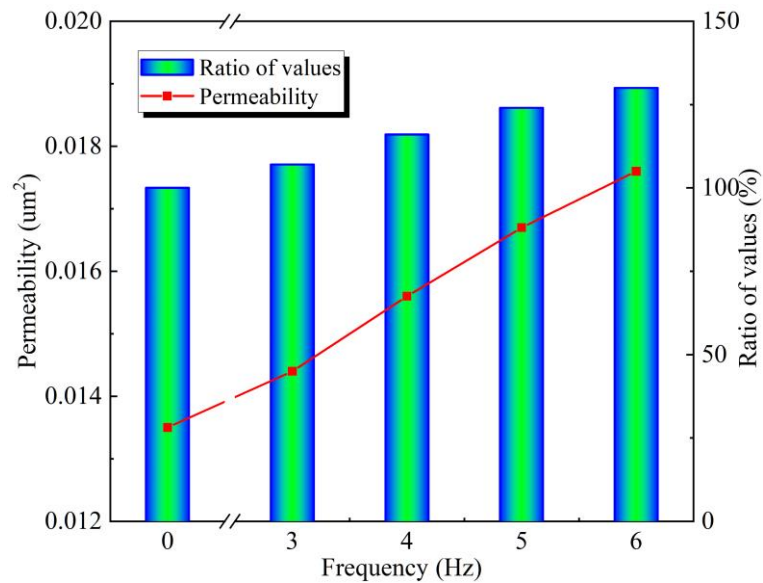 0.020
0.018
0.016
0.014
0.012
Permeability (um²)
Ratio of values
Permeability
150
100
50
0
Ratio of values (%)
0 3 4 5 6
Frequency (Hz)